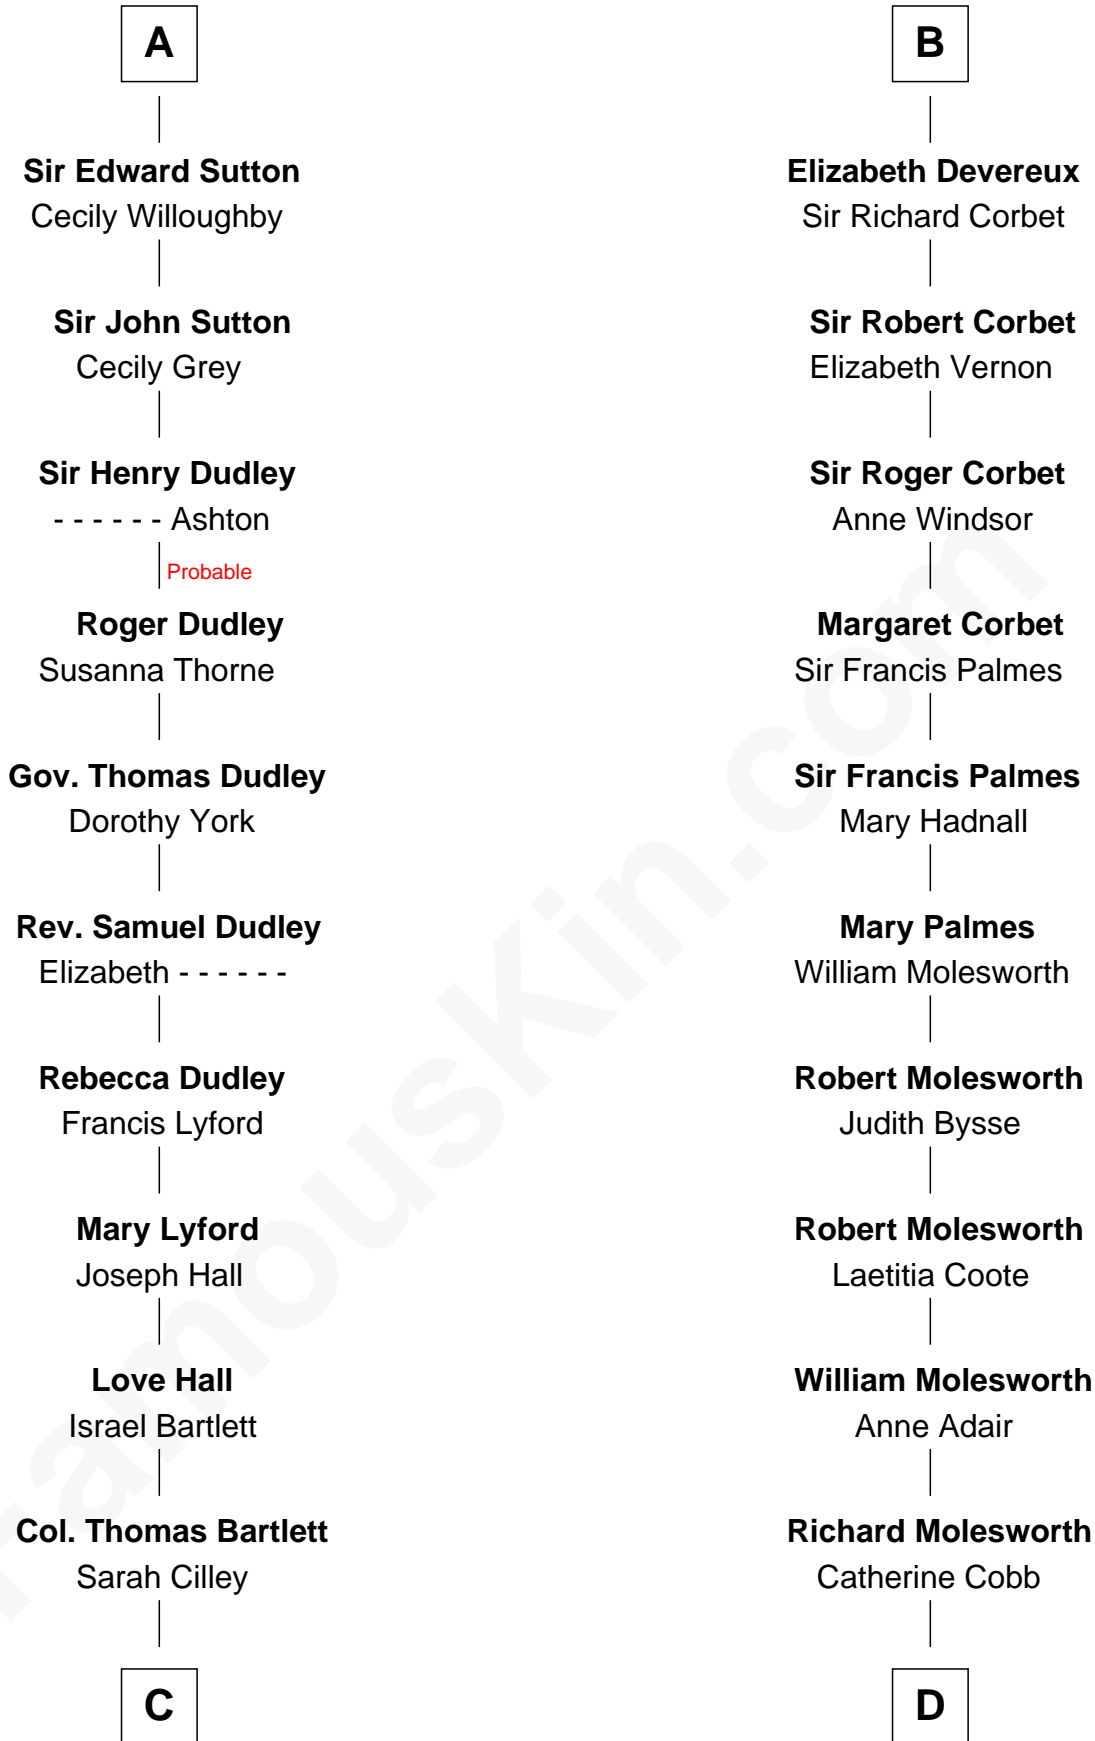 A
Sir Edward Sutton
Cecily Willoughby
Sir John Sutton
Cecily Grey
Sir Henry Dudley
- - - - - - Ashton
Probable
Roger Dudley
Susanna Thorne
Gov. Thomas Dudley
Dorothy York
Rev. Samuel Dudley
Elizabeth - - - - - -
Rebecca Dudley
Francis Lyford
Mary Lyford
Joseph Hall
Love Hall
Israel Bartlett
Col. Thomas Bartlett
Sarah Cilley
C
B
Elizabeth Devereux
Sir Richard Corbet
Sir Robert Corbet
Elizabeth Vernon
Sir Roger Corbet
Anne Windsor
Margaret Corbet
Sir Francis Palmes
Sir Francis Palmes
Mary Hadnall
Mary Palmes
William Molesworth
Robert Molesworth
Judith Bysse
Robert Molesworth
Laetitia Coote
William Molesworth
Anne Adair
Richard Molesworth
Catherine Cobb
D
FamousKin.com